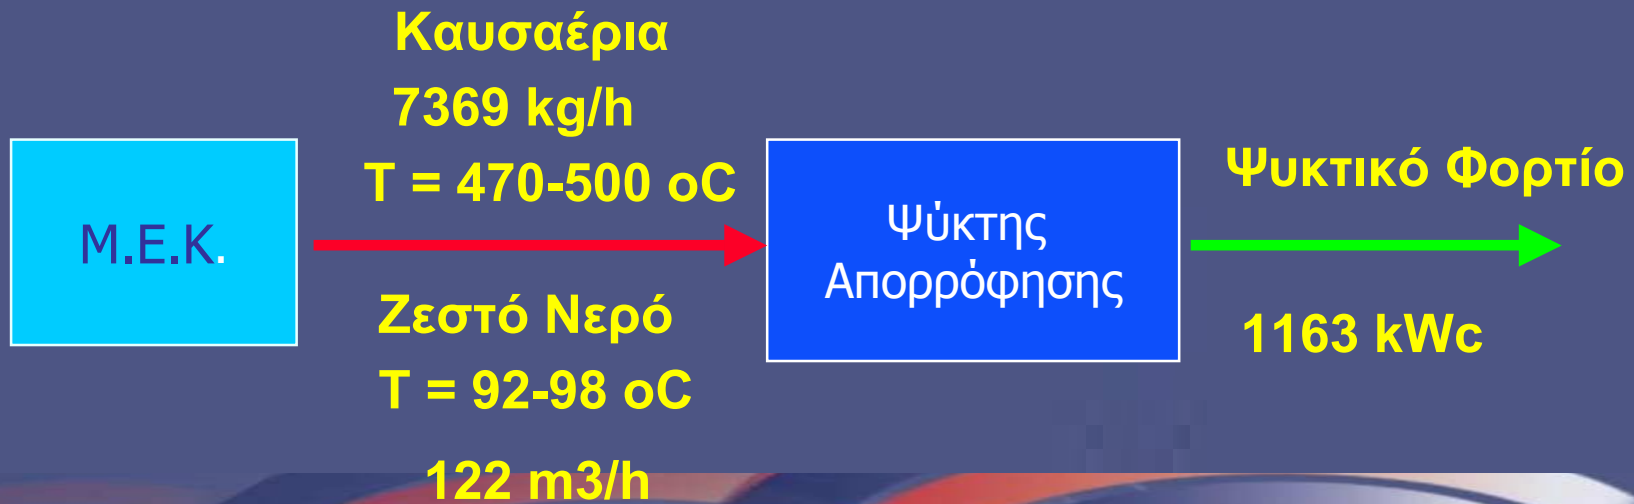 Καυσαέρια
7369 kg/h
T = 470-500 oC
Μ.Ε.Κ.
Ζεστό Νερό
T = 92-98 oC
122 m3/h
Ψύκτης
Απορρόφησης
Ψυκτικό Φορτίο
1163 kWc